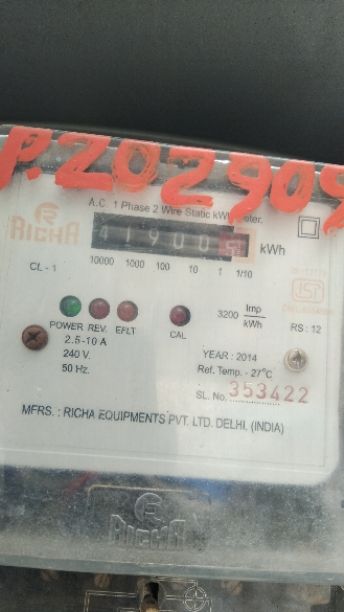 P.202909
A.C. 1 Phase 2 Wire Static kWh Meter.
RICHA
41900
kWh
10000 1000 100 10 1 1/10
CL - 1
3200 Imp/kWh
RS : 12
POWER REV. E/LT CAL
2.5-10 A
240 V.
50 Hz.
YEAR : 2014
Ref. Temp. - 27°C
SL. No. 353422
MFRS. : RICHA EQUIPMENTS PVT. LTD. DELHI. (INDIA)
RICHA